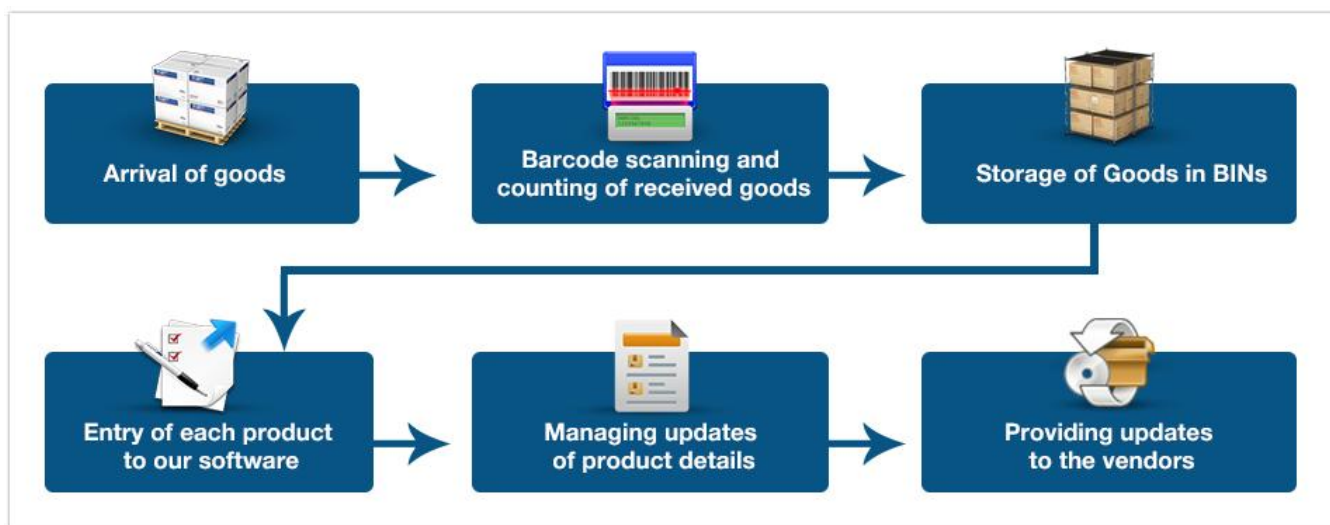 Arrival of goods
Barcode scanning and
counting of received goods
Storage of Goods in BINs
Entry of each product
to our software
Managing updates
of product details
Providing updates
to the vendors